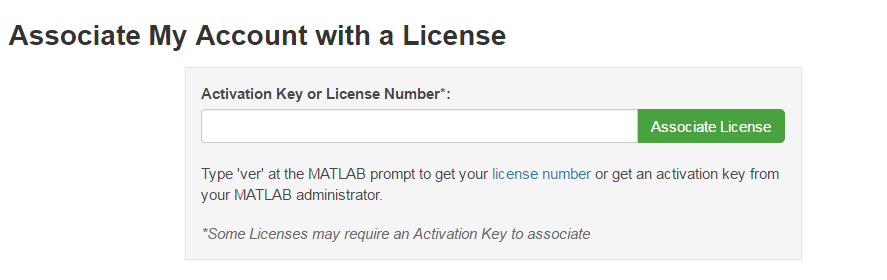 Associate My Account with a License
Activation Key or License Number*:
Associate License
Type 'ver' at the MATLAB prompt to get your license number or get an activation key from
your MATLAB administrator.
*Some Licenses may require an Activation Key to associate